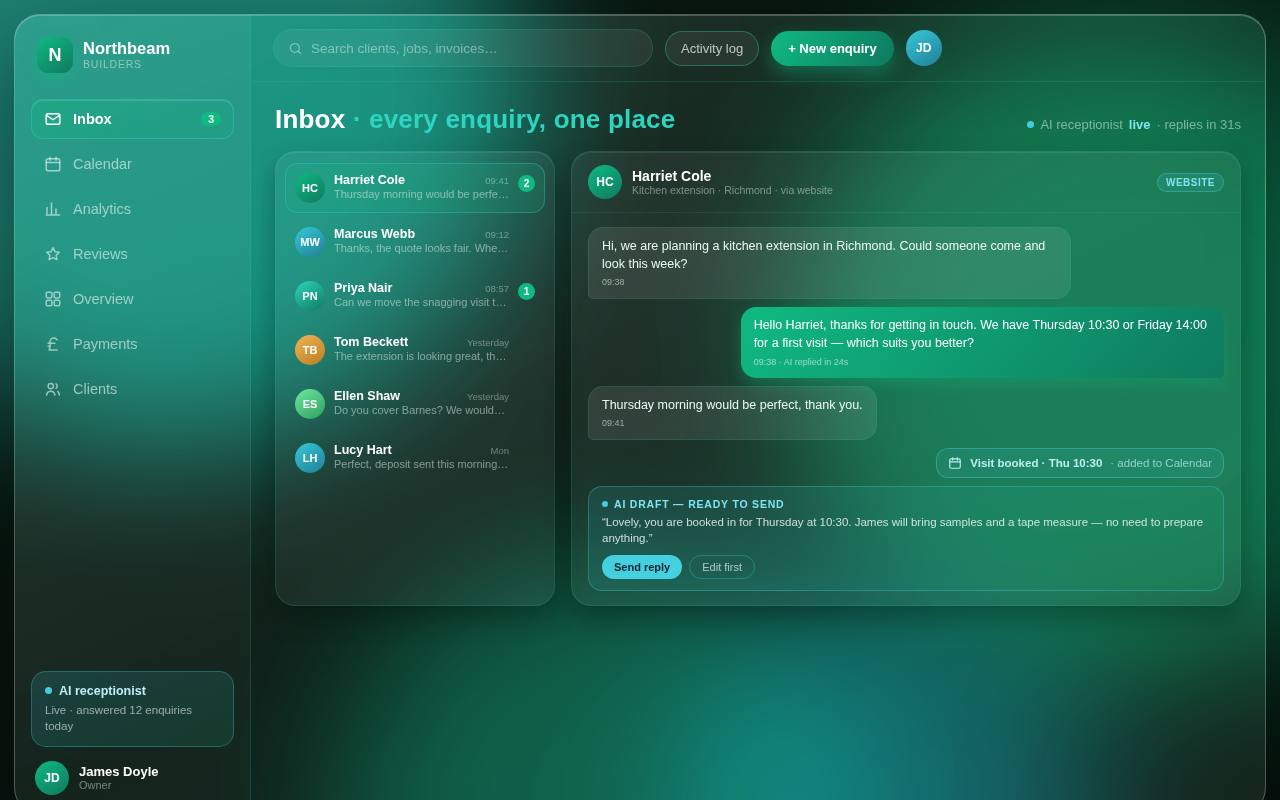 N
Northbeam
BUILDERS
Search clients, jobs, invoices…
Activity log
+ New enquiry
JD
Inbox 3
Calendar
Analytics
Reviews
Overview
Payments
Clients
AI receptionist
Live · answered 12 enquiries
today
JD
James Doyle
Owner
Inbox · every enquiry, one place
AI receptionist live · replies in 31s
HC
Harriet Cole 09:41
Thursday morning would be perfe…
2
MW
Marcus Webb 09:12
Thanks, the quote looks fair. Whe…
PN
Priya Nair 08:57
Can we move the snagging visit t…
1
TB
Tom Beckett Yesterday
The extension is looking great, th…
ES
Ellen Shaw Yesterday
Do you cover Barnes? We would…
LH
Lucy Hart Mon
Perfect, deposit sent this morning…
HC
Harriet Cole
Kitchen extension · Richmond · via website
WEBSITE
Hi, we are planning a kitchen extension in Richmond. Could someone come and
look this week?
09:38
Hello Harriet, thanks for getting in touch. We have Thursday 10:30 or Friday 14:00
for a first visit — which suits you better?
09:38 · AI replied in 24s
Thursday morning would be perfect, thank you.
09:41
Visit booked · Thu 10:30 · added to Calendar
AI DRAFT — READY TO SEND
“Lovely, you are booked in for Thursday at 10:30. James will bring samples and a tape measure — no need to prepare
anything.”
Send reply
Edit first